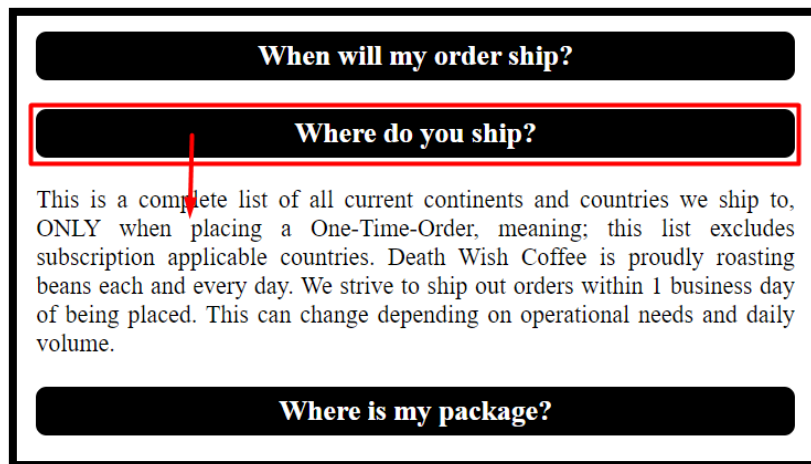 When will my order ship?
Where do you ship?
This is a complete list of all current continents and countries we ship to,
ONLY when placing a One-Time-Order, meaning; this list excludes
subscription applicable countries. Death Wish Coffee is proudly roasting
beans each and every day. We strive to ship out orders within 1 business day
of being placed. This can change depending on operational needs and daily
volume.
Where is my package?